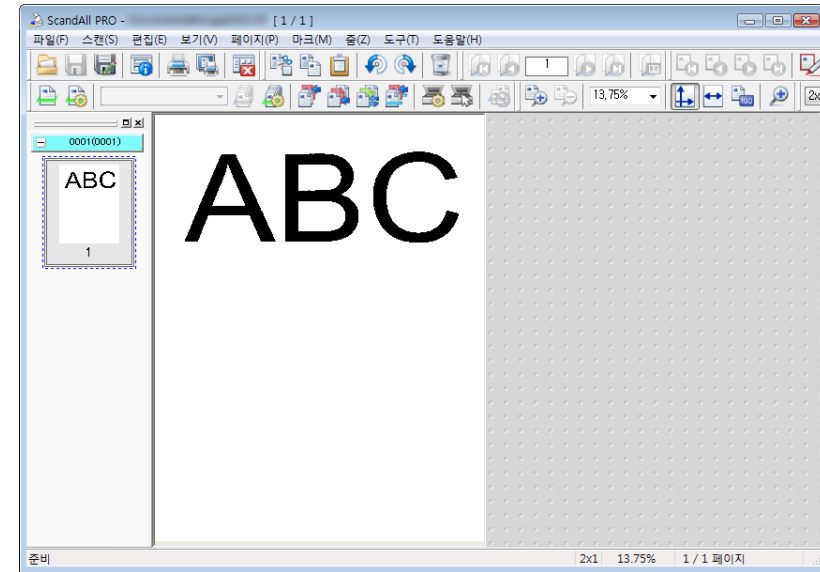 ScandAll PRO - [ 1 / 1 ]
파일(F) 스캔(S) 편집(E) 보기(V) 페이지(P) 마크(M) 줌(Z) 도구(T) 도움말(H)
1
13,75% 2x
0001(0001)
ABC
1
ABC
준비 2x1 13.75% 1 / 1 페이지